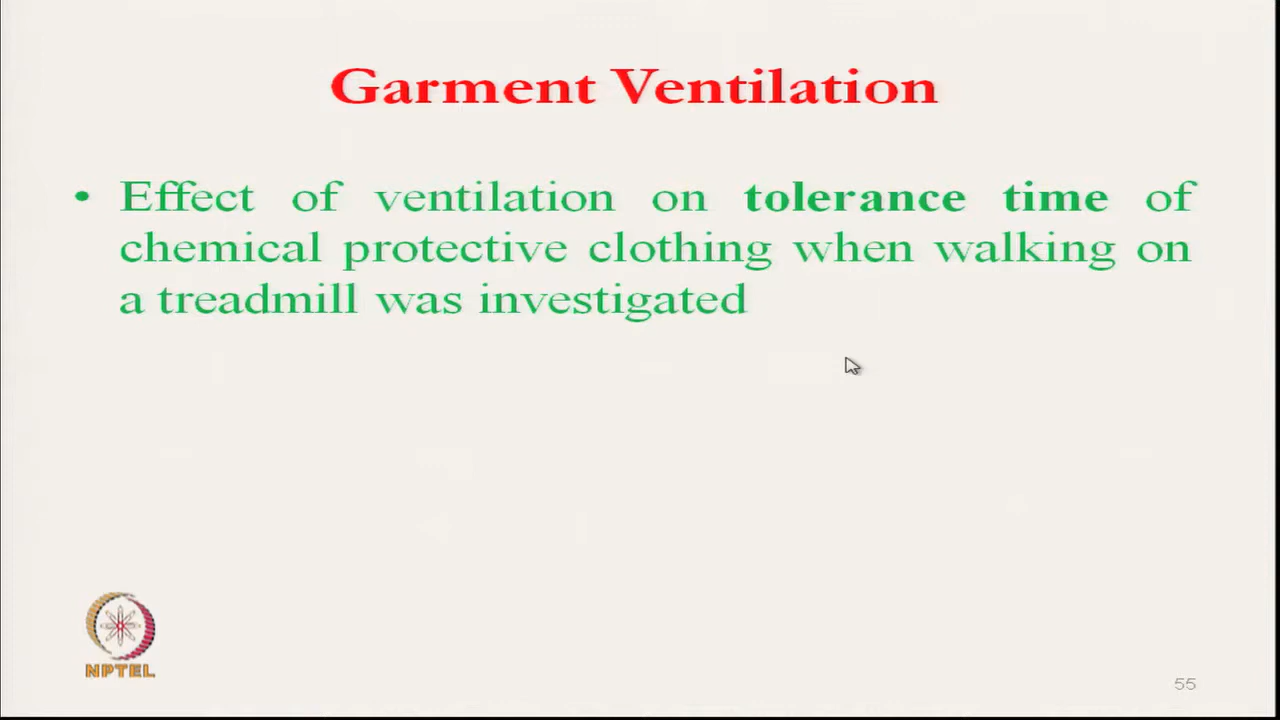 Garment Ventilation
• Effect of ventilation on tolerance time of
chemical protective clothing when walking on
a treadmill was investigated
NPTEL
55